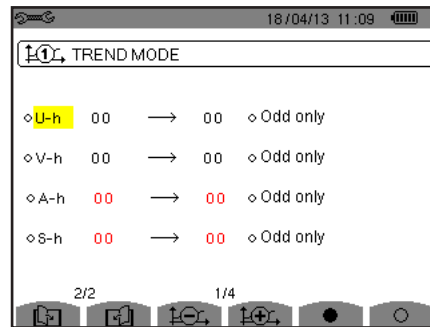 18/04/13 11:09
1 TREND MODE
U-h 00 → 00 Odd only
V-h 00 → 00 Odd only
A-h 00 → 00 Odd only
S-h 00 → 00 Odd only
2/2 1/4